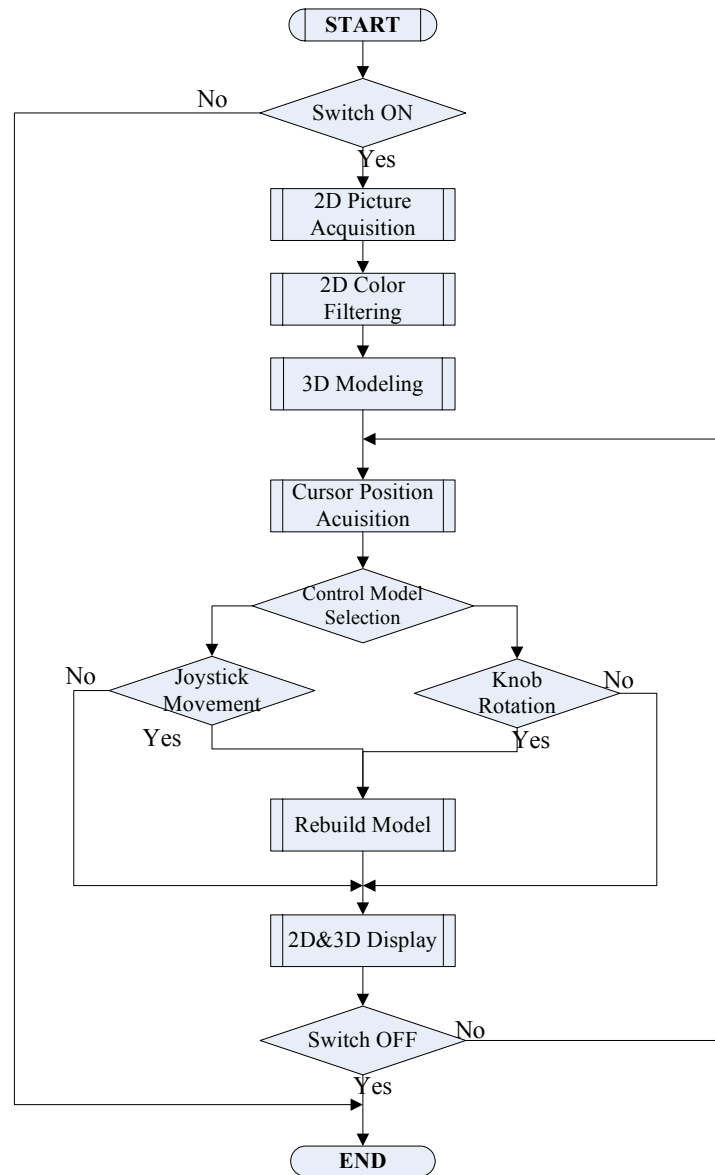 START
No
Switch ON
Yes
2D Picture
Acquisition
2D Color
Filtering
3D Modeling
Cursor Position
Acuisition
Control Model
Selection
No
Joystick
Movement
Yes
Knob
Rotation
No
Yes
Rebuild Model
2D&3D Display
Switch OFF
No
Yes
END